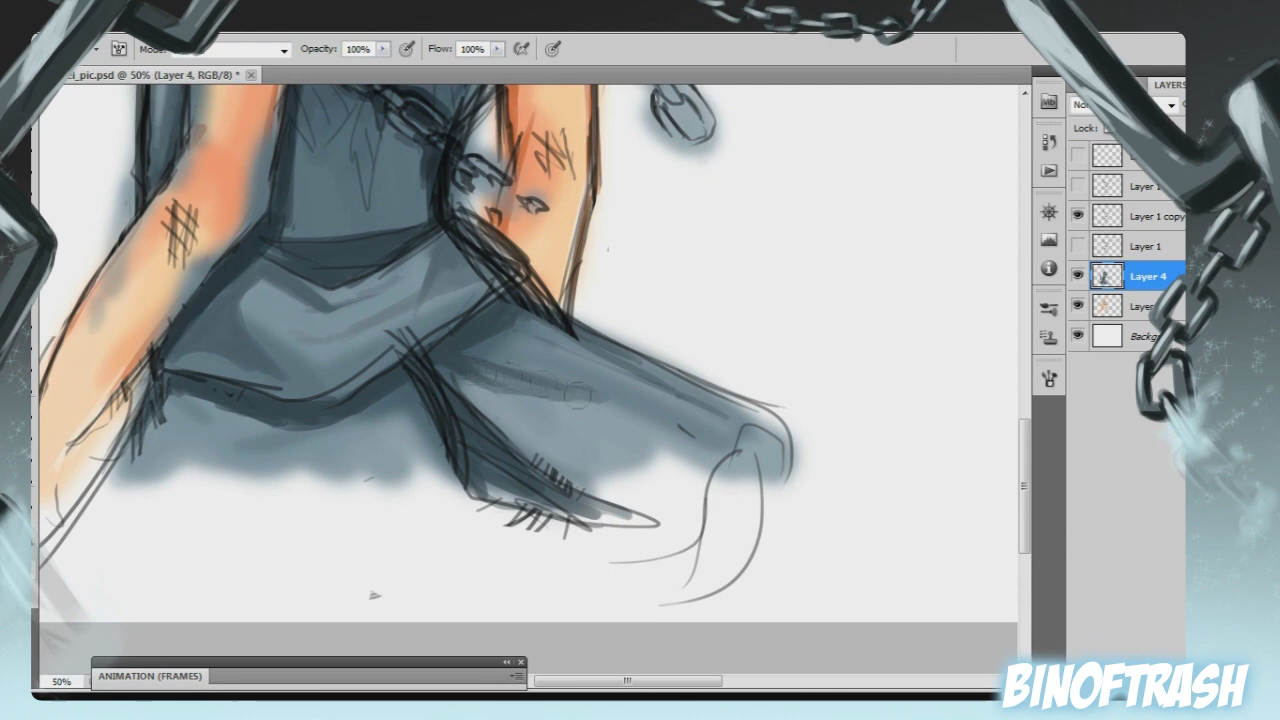 Opacity: 100% Flow: 100%
ei_pic.psd @ 50% (Layer 4, RGB/8) *
LAYERS
Lock:
Layer 1
Layer 1 copy
Layer 1
Layer 4
Layer
50%
ANIMATION (FRAMES)
BINOFTRASH